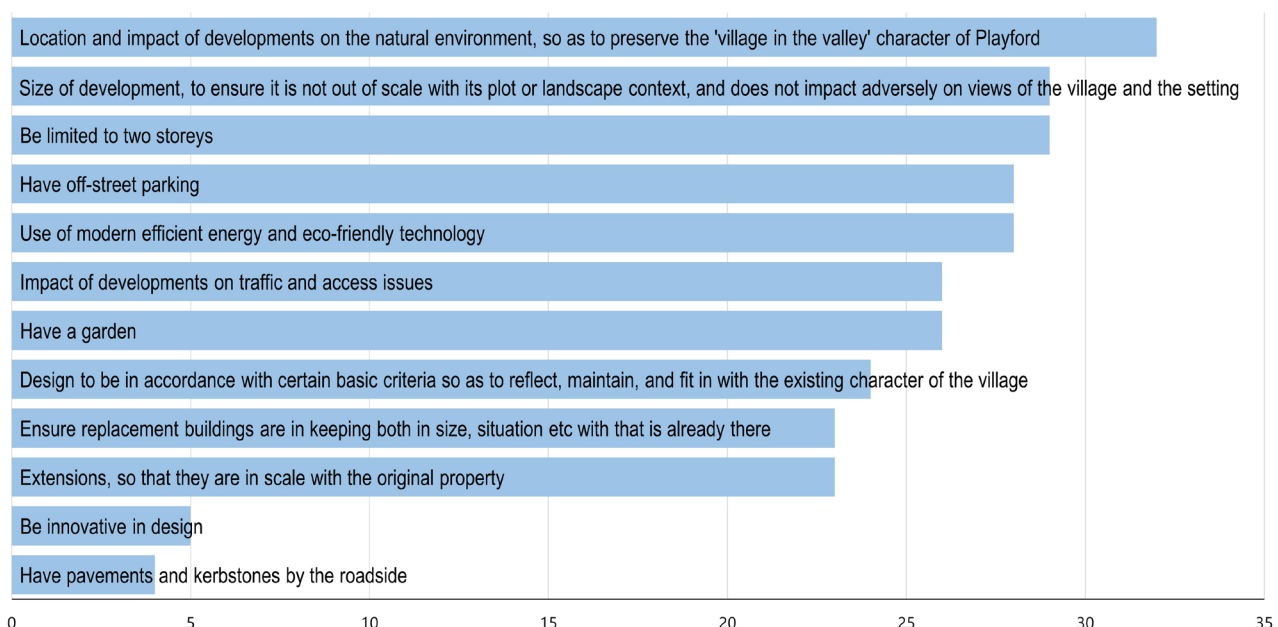 Location and impact of developments on the natural environment, so as to preserve the 'village in the valley' character of Playford
Size of development, to ensure it is not out of scale with its plot or landscape context, and does not impact adversely on views of the village and the setting
Be limited to two storeys
Have off-street parking
Use of modern efficient energy and eco-friendly technology
Impact of developments on traffic and access issues
Have a garden
Design to be in accordance with certain basic criteria so as to reflect, maintain, and fit in with the existing character of the village
Ensure replacement buildings are in keeping both in size, situation etc with that is already there
Extensions, so that they are in scale with the original property
Be innovative in design
Have pavements and kerbstones by the roadside
0 5 10 15 20 25 30 35